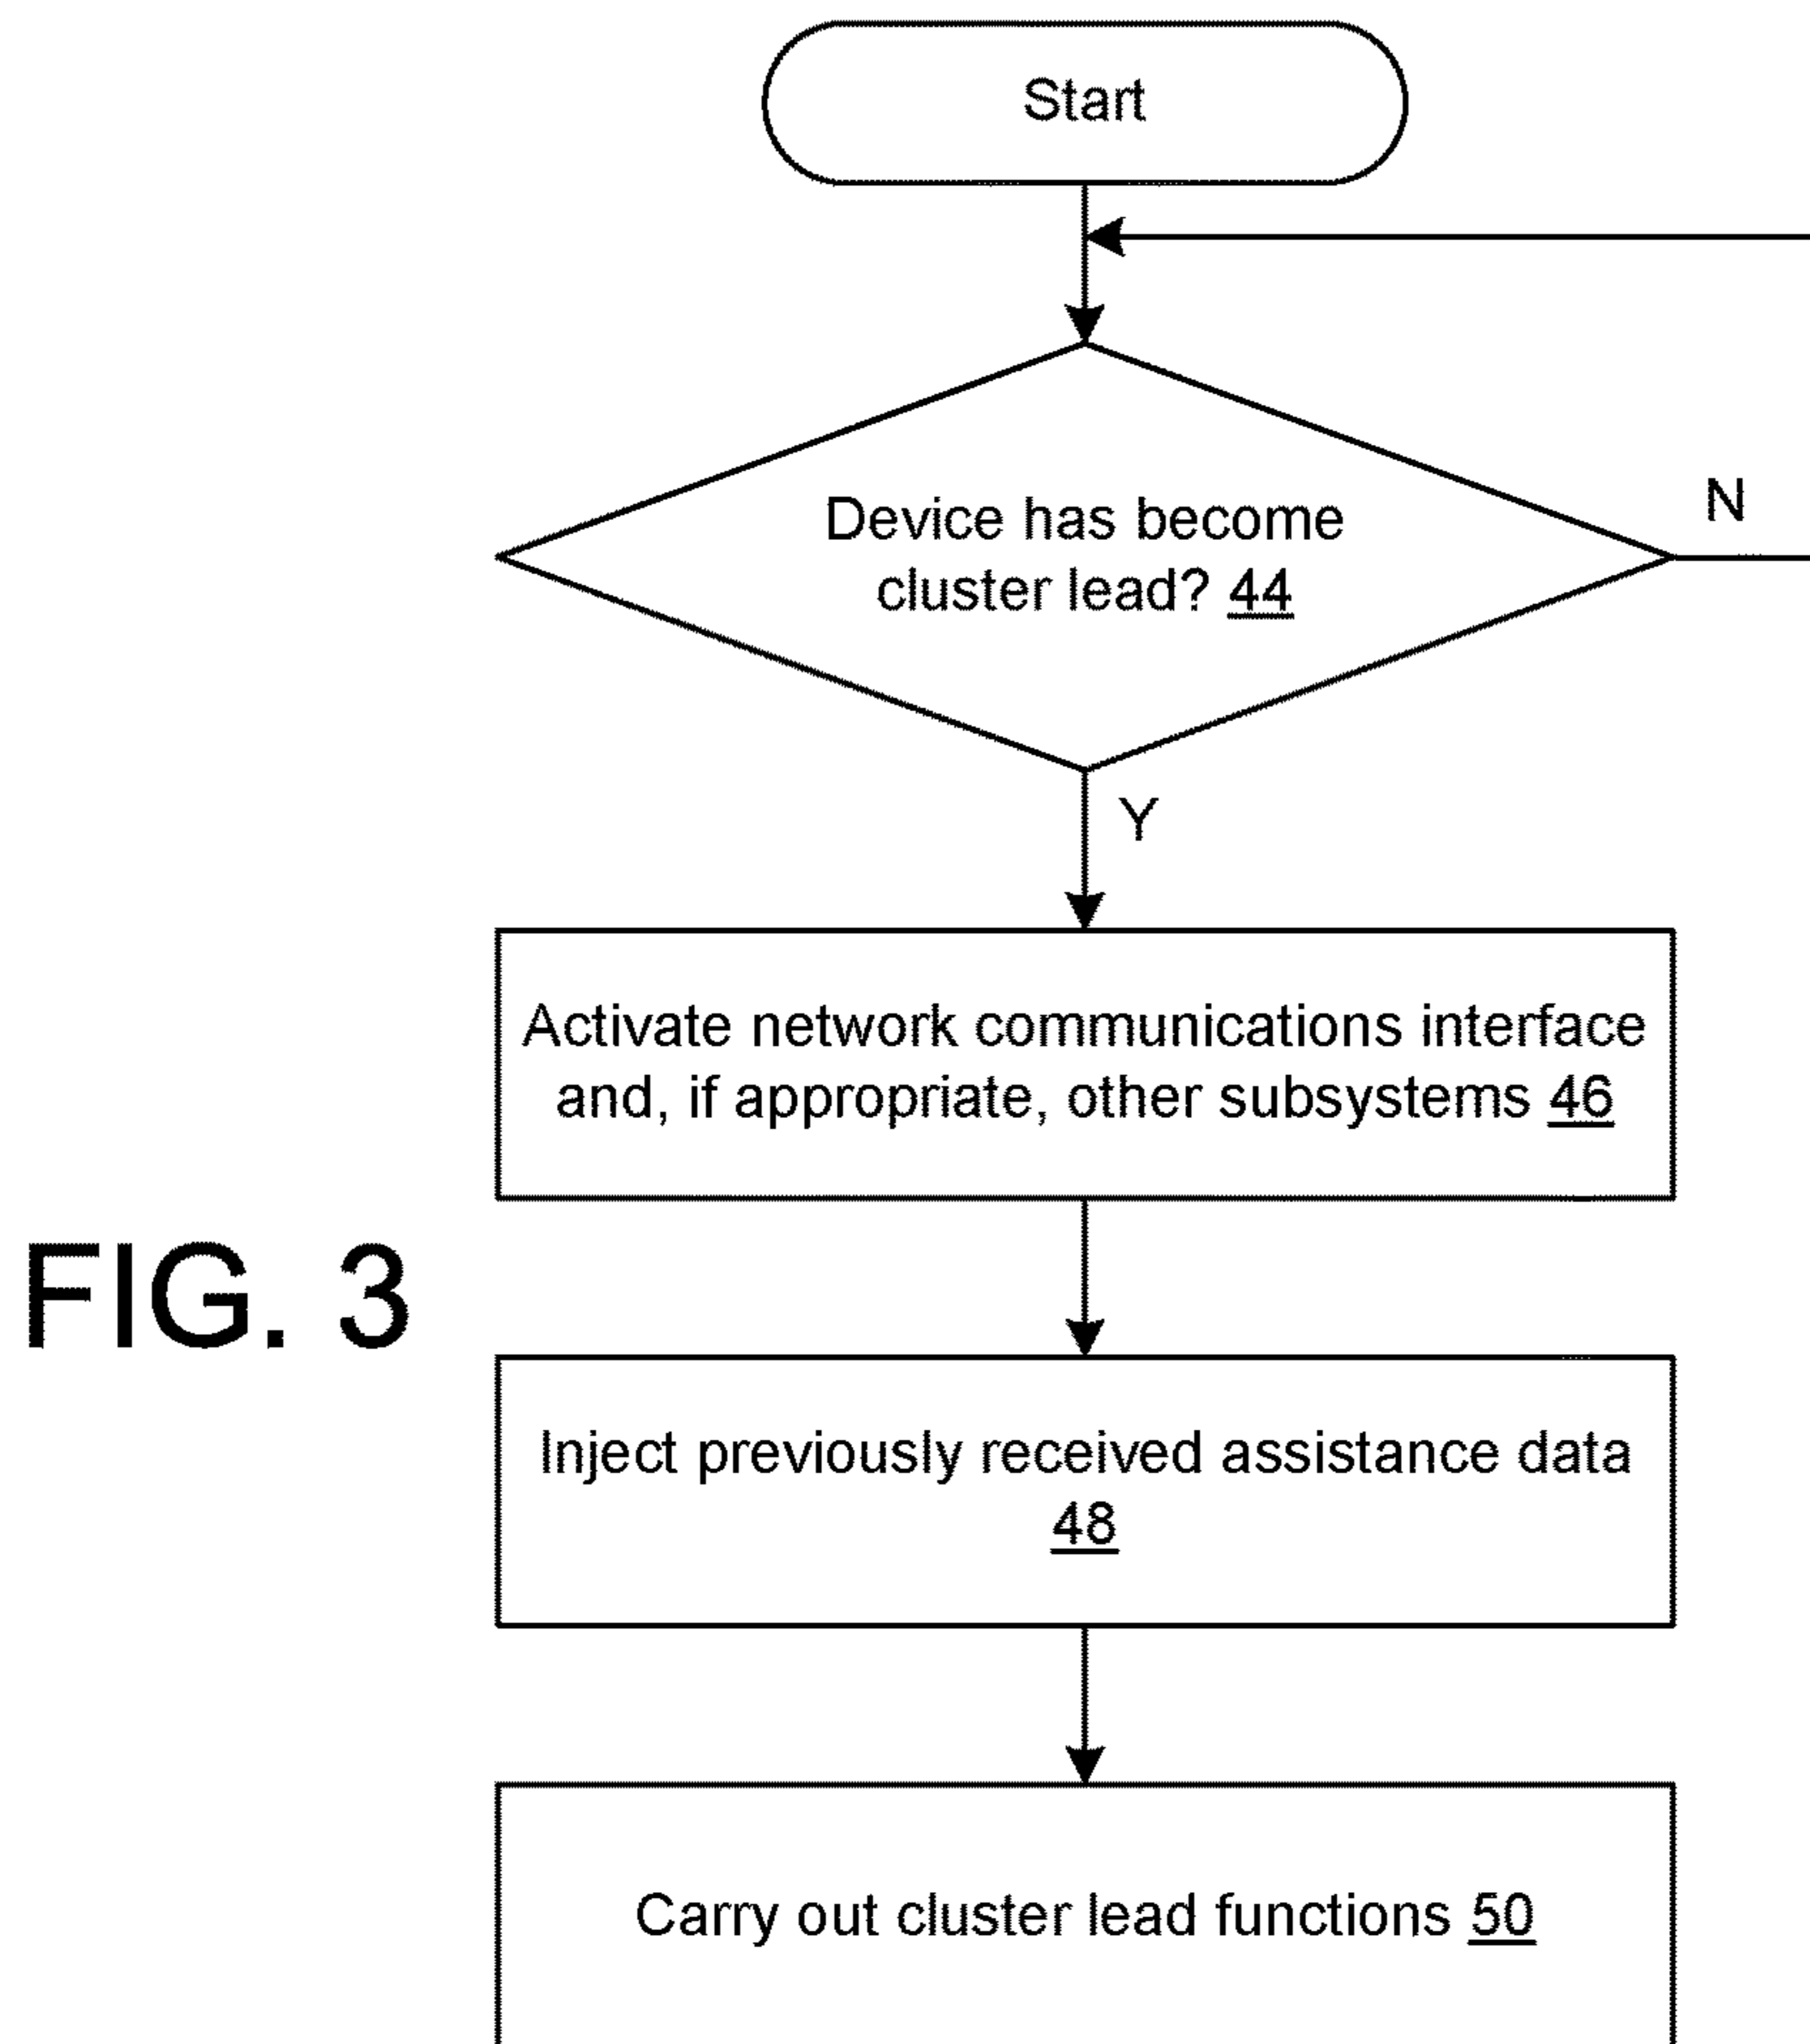 Start
Device has become
cluster lead? 44
N
Y
Activate network communications interface
and, if appropriate, other subsystems 46
FIG. 3
Inject previously received assistance data
48
Carry out cluster lead functions 50